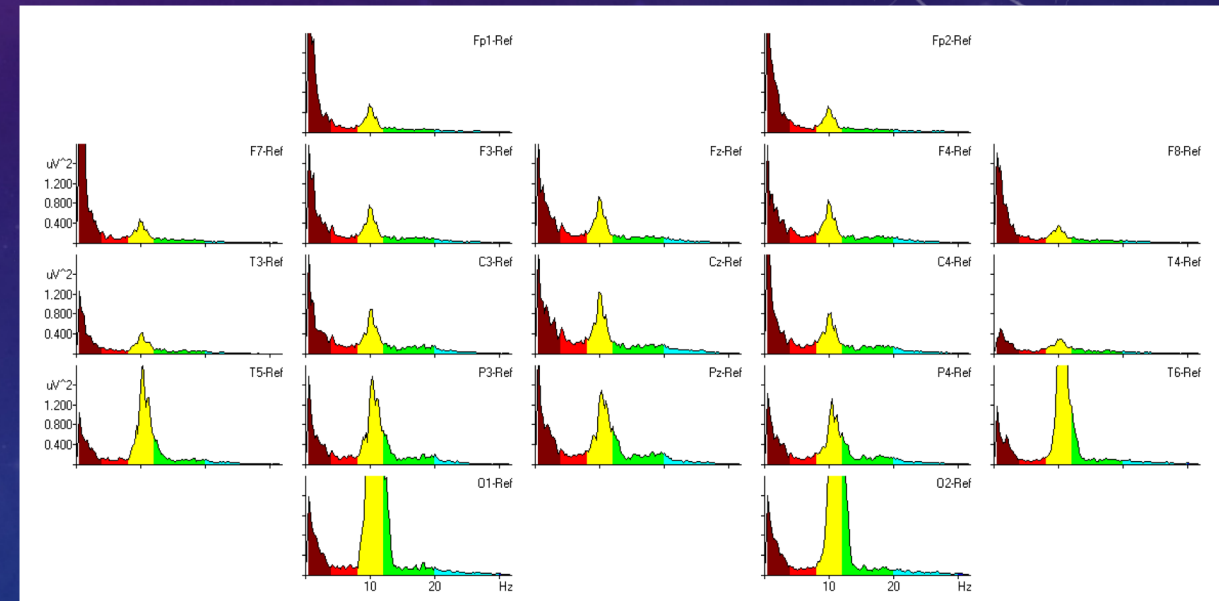 Fp1-Ref Fp2-Ref
F7-Ref F3-Ref Fz-Ref F4-Ref F8-Ref
uV^2
1.200
0.800
0.400
T3-Ref C3-Ref Cz-Ref C4-Ref T4-Ref
uV^2
1.200
0.800
0.400
T5-Ref P3-Ref Pz-Ref P4-Ref T6-Ref
uV^2
1.200
0.800
0.400
O1-Ref O2-Ref
10 20 Hz 10 20 Hz